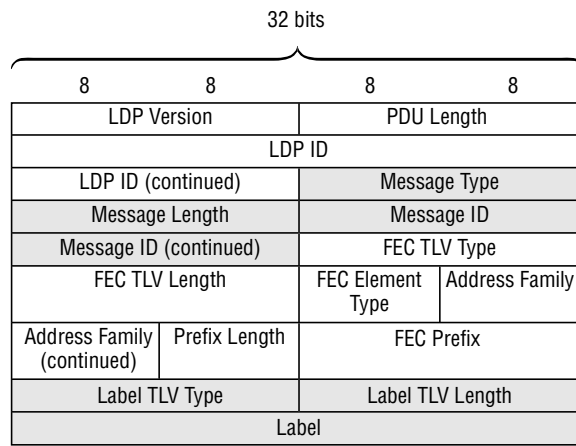 32 bits
8 8 8 8
LDP Version PDU Length
LDP ID
LDP ID (continued) Message Type
Message Length Message ID
Message ID (continued) FEC TLV Type
FEC TLV Length FEC Element Type Address Family
Address Family (continued) Prefix Length FEC Prefix
Label TLV Type Label TLV Length
Label